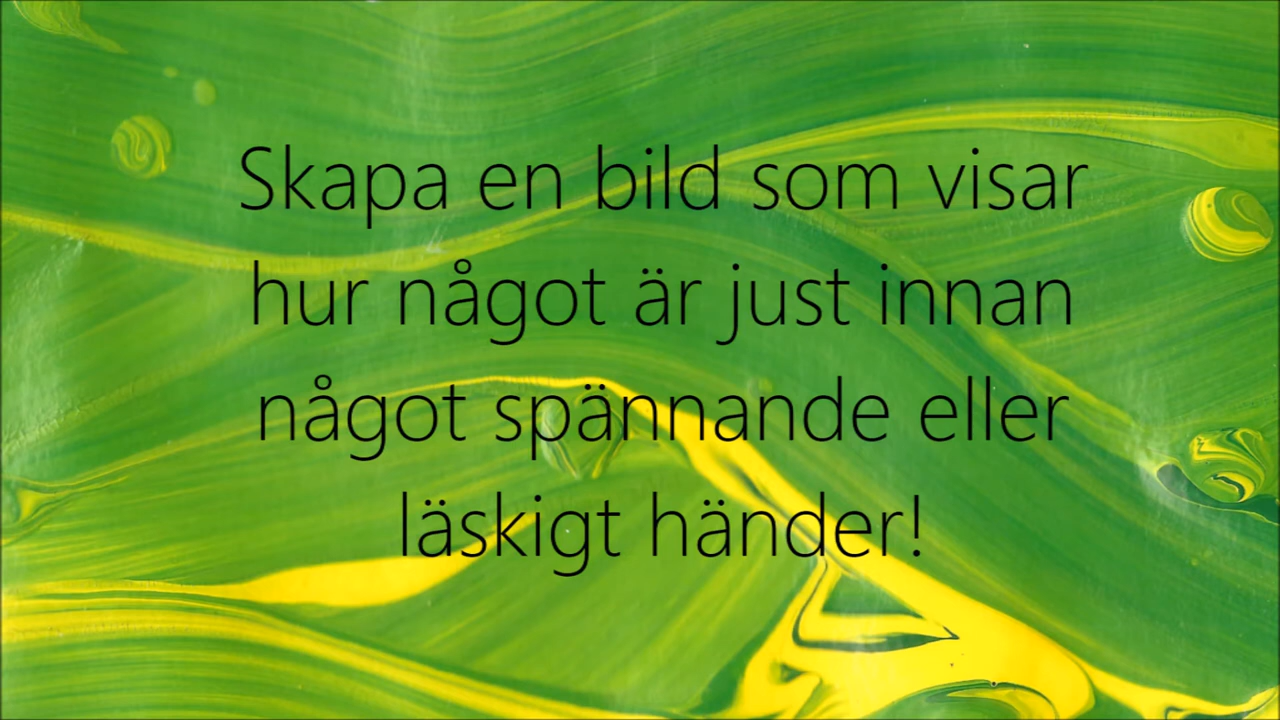 Skapa en bild som visar
hur något är just innan
något spännande eller
läskigt händer!